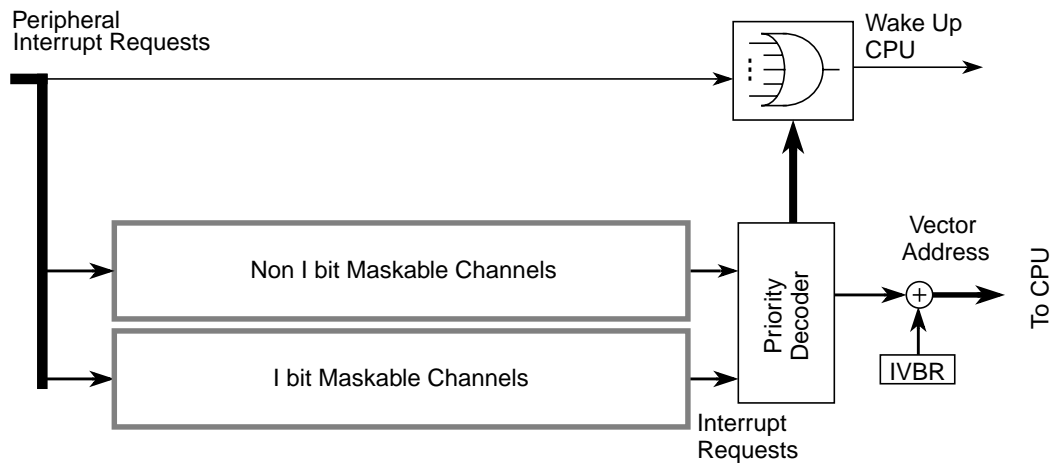 Peripheral
Interrupt Requests
Wake Up
CPU
Non I bit Maskable Channels
I bit Maskable Channels
Priority
Decoder
Interrupt
Requests
Vector
Address
+
IVBR
To CPU